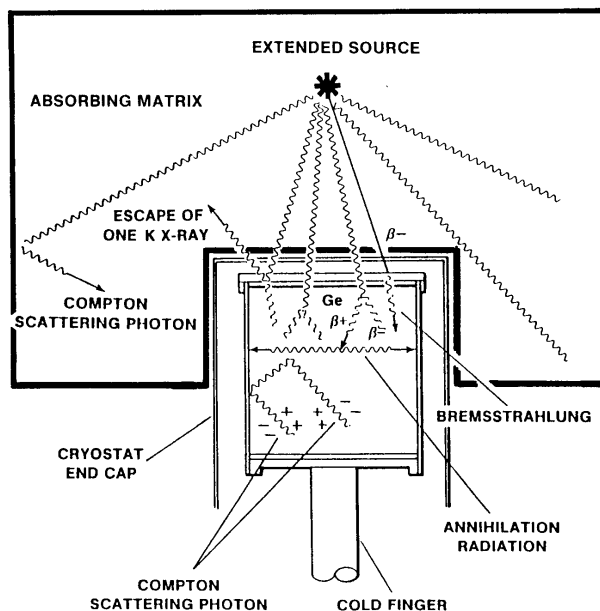 EXTENDED SOURCE
ABSORBING MATRIX
ESCAPE OF
ONE K X-RAY
β−
COMPTON
SCATTERING PHOTON
Ge
β+
β−
− + + − −
− + +
BREMSSTRAHLUNG
CRYOSTAT
END CAP
ANNIHILATION
RADIATION
COMPTON
SCATTERING PHOTON
COLD FINGER